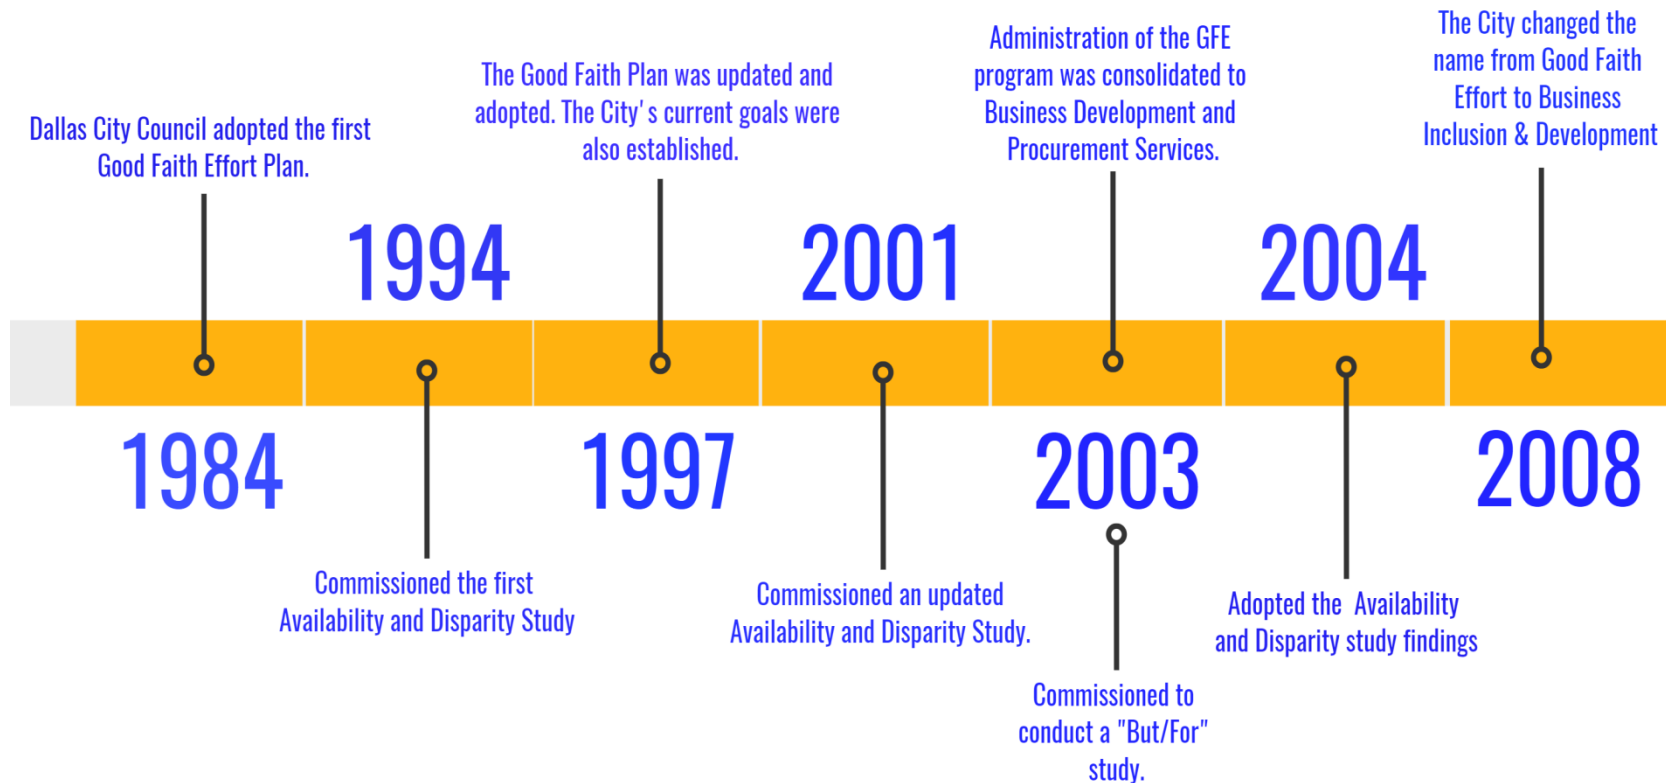 Dallas City Council adopted the first
Good Faith Effort Plan.
1984
1994
Commissioned the first
Availability and Disparity Study
The Good Faith Plan was updated and
adopted. The City's current goals were
also established.
1997
2001
Commissioned an updated
Availability and Disparity Study.
Administration of the GFE
program was consolidated to
Business Development and
Procurement Services.
2003
Commissioned to
conduct a "But/For"
study.
2004
Adopted the Availability
and Disparity study findings
The City changed the
name from Good Faith
Effort to Business
Inclusion & Development
2008